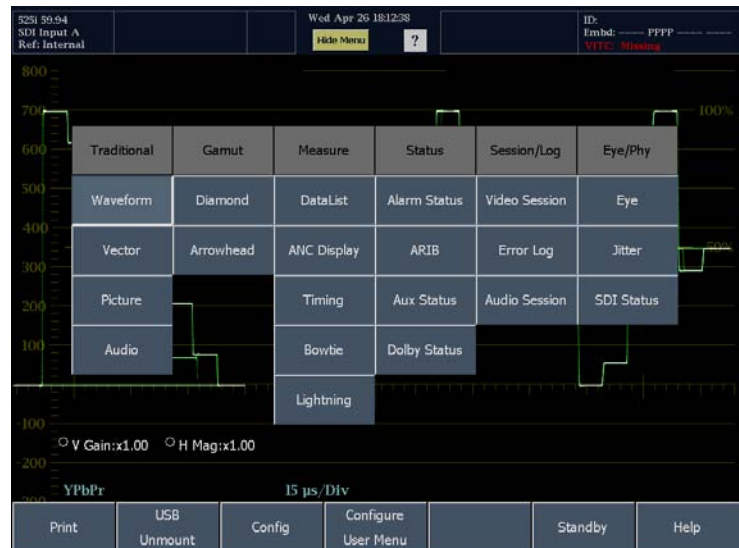 525i 59.94
SDI Input A
Ref: Internal
Wed Apr 26 18:12:38
Hide Menu
?
ID:
Embd: ---- PPPP ---- ----
VITC: Missing
800
700
100%
600
Traditional Gamut Measure Status Session/Log Eye/Phy
500
Waveform Diamond DataList Alarm Status Video Session Eye
400
Vector Arrowhead ANC Display ARIB Error Log Jitter
50%
300
Picture Timing Aux Status Audio Session SDI Status
200
Audio Bowtie Dolby Status
100
Lightning
-100
V Gain:x1.00 H Mag:x1.00
-200
YPbPr 15 µs/Div
Print
USB
Unmount
Config
Configure
User Menu
Standby
Help